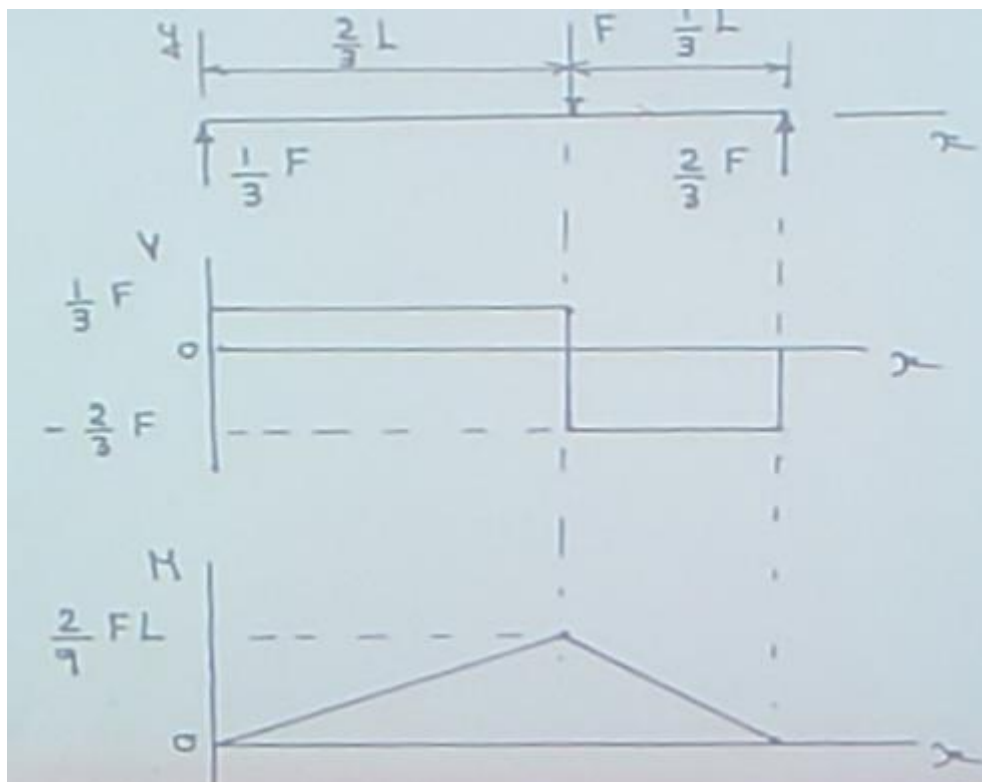 y 2/3 L F 1/3 L
x
1/3 F 2/3 F
V
1/3 F
0 x
- 2/3 F
M
2/9 FL
0 x